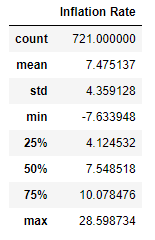 Inflation Rate
count 721.000000
mean 7.475137
std 4.359128
min -7.633948
25% 4.124532
50% 7.548518
75% 10.078476
max 28.598734